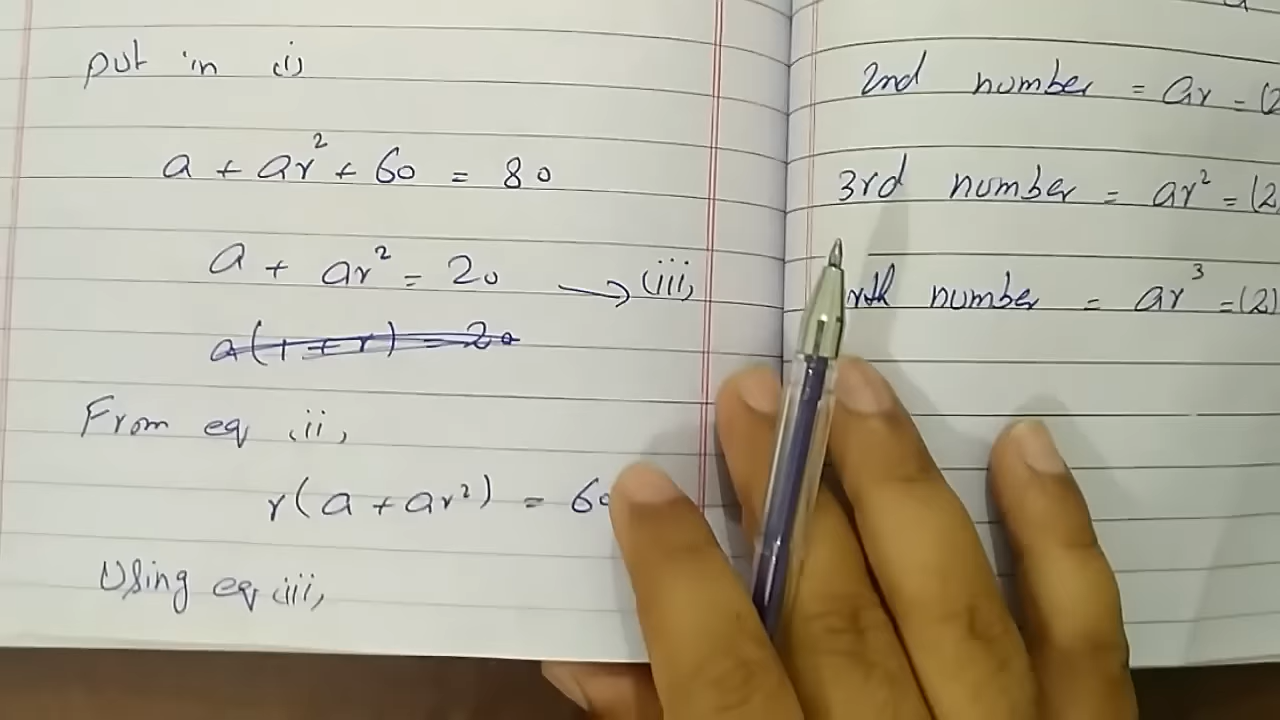 put in (i)
a + ar² + 60 = 80
a + ar² = 20 → (iii)
a(1 + r) = 20
From eq (ii),
r(a + ar²) = 60
Using eq (iii),
2nd number = ar = (2
3rd number = ar² = (2
number = ar³ = (2)